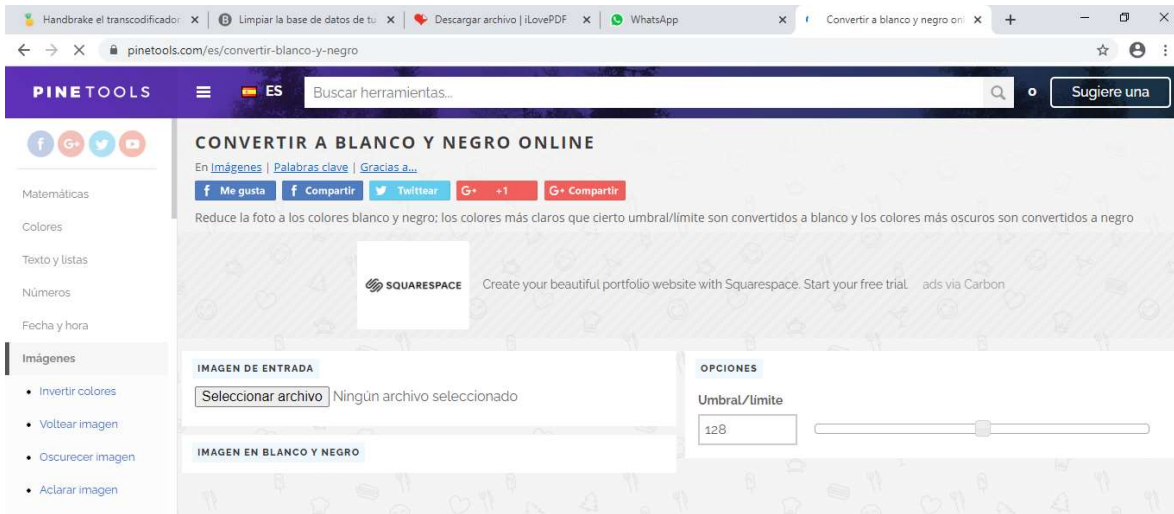 Handbrake el transcodificador
Limpiar la base de datos de tu
Descargar archivo | iLovePDF
WhatsApp
Convertir a blanco y negro onl
pinetools.com/es/convertir-blanco-y-negro
PINETOOLS
ES
Buscar herramientas...
o
Sugiere una
CONVERTIR A BLANCO Y NEGRO ONLINE
En Imágenes | Palabras clave | Gracias a...
f Me gusta
f Compartir
Twittear
G+ +1
G+ Compartir
Reduce la foto a los colores blanco y negro; los colores más claros que cierto umbral/límite son convertidos a blanco y los colores más oscuros son convertidos a negro
Matemáticas
Colores
Texto y listas
Números
Fecha y hora
Imágenes
Invertir colores
Voltear imagen
Oscurecer imagen
Aclarar imagen
SQUARESPACE
Create your beautiful portfolio website with Squarespace. Start your free trial. ads via Carbon
IMAGEN DE ENTRADA
Seleccionar archivo Ningún archivo seleccionado
IMAGEN EN BLANCO Y NEGRO
OPCIONES
Umbral/límite
128